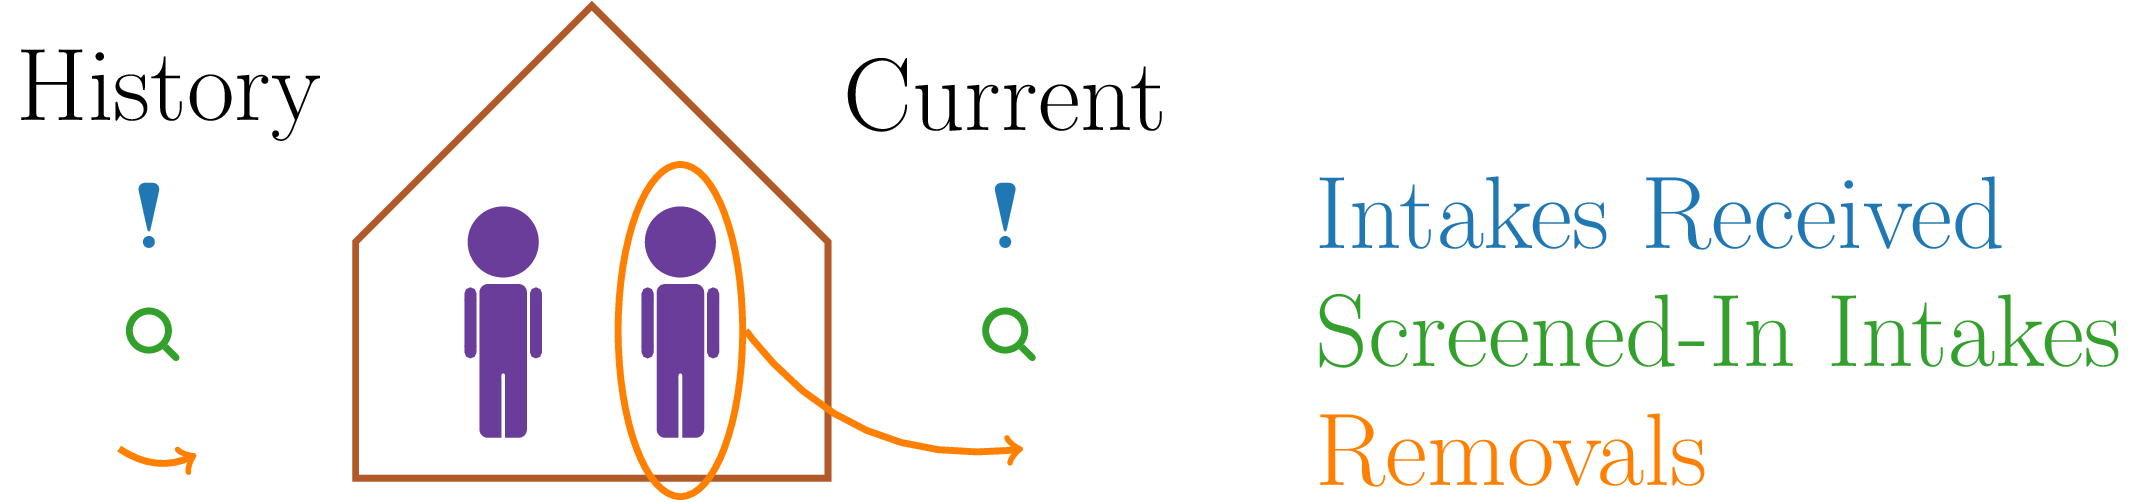 History
Current
!
!
Intakes Received
Screened-In Intakes
Removals